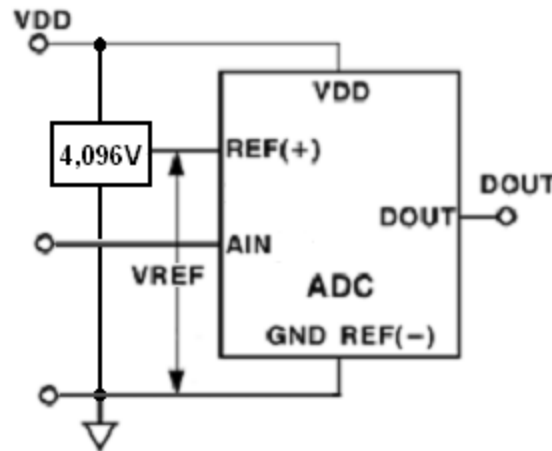 VDD
VDD
4,096V
REF(+)
DOUT
DOUT
AIN
VREF
ADC
GND REF(−)